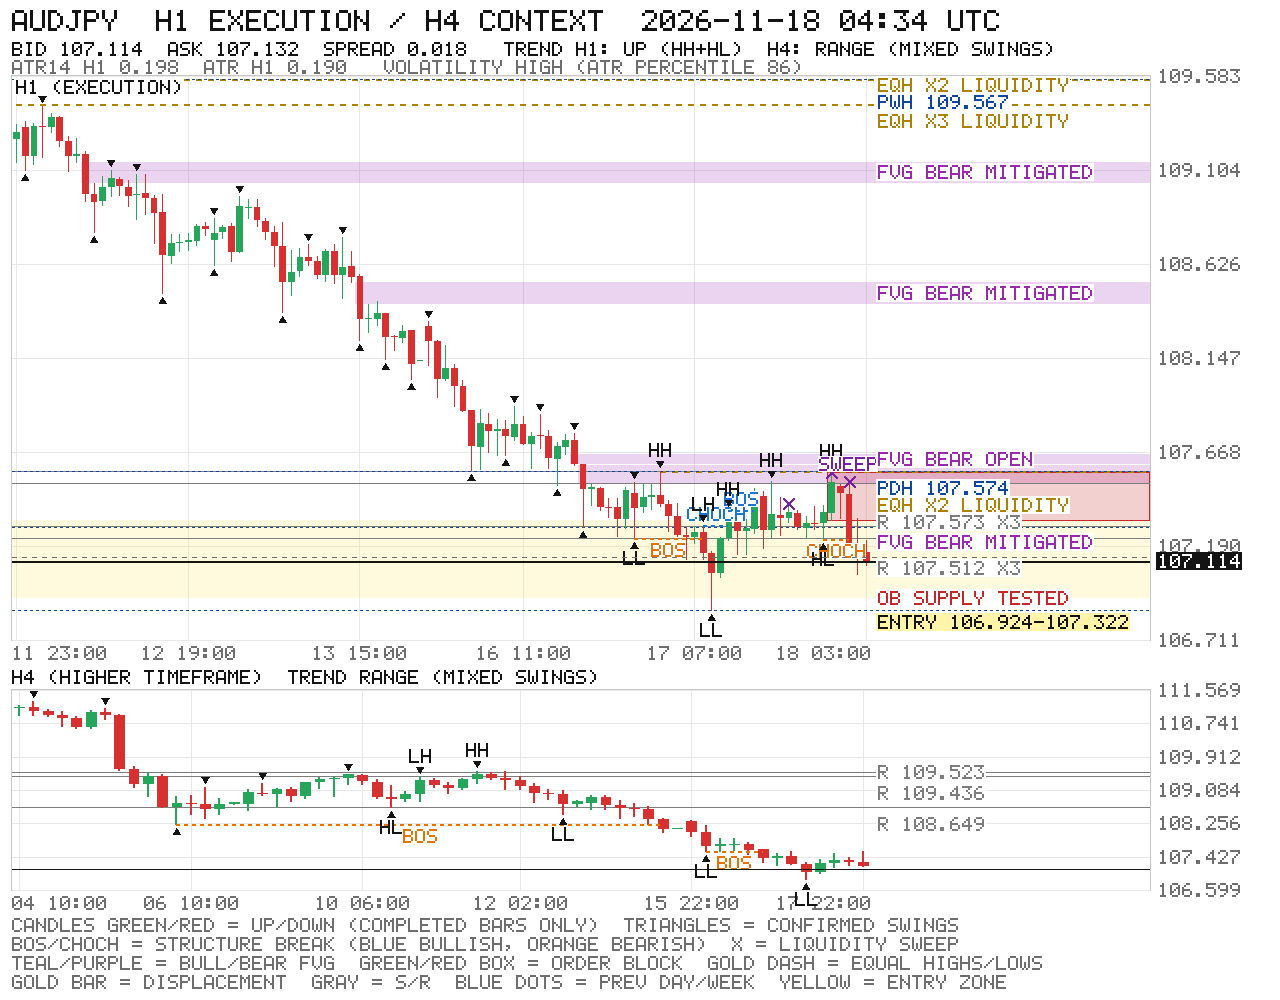 AUDJPY  H1 EXECUTION / H4 CONTEXT  2026-11-18 04:34 UTC
BID 107.114  ASK 107.132  SPREAD 0.018   TREND H1: UP (HH+HL)  H4: RANGE (MIXED SWINGS)
ATR14 H1 0.198  ATR H1 0.190   VOLATILITY HIGH (ATR PERCENTILE 86)
H1 (EXECUTION)
109.583
EQH X2 LIQUIDITY
PWH 109.567
EQH X3 LIQUIDITY
FVG BEAR MITIGATED
109.104
108.626
FVG BEAR MITIGATED
108.147
HH
HH
HH
107.668
FVG BEAR OPEN
SWEEP
PDH 107.574
HH
BOS
LH
EQH X2 LIQUIDITY
CHOCH
R 107.573 X3
FVG BEAR MITIGATED
107.190
BOS
CHOCH
LL
HL
107.114
R 107.512 X3
OB SUPPLY TESTED
ENTRY 106.924-107.322
LL
106.711
11 23:00  12 19:00  13 15:00  16 11:00  17 07:00  18 03:00
H4 (HIGHER TIMEFRAME)  TREND RANGE (MIXED SWINGS)
111.569
110.741
109.912
LH
HH
R 109.523
R 109.436
109.084
HL
BOS
LL
R 108.649
108.256
107.427
BOS
LL
LL
106.599
04 10:00  06 10:00  10 06:00  12 02:00  15 22:00  17 22:00
CANDLES GREEN/RED = UP/DOWN (COMPLETED BARS ONLY)  TRIANGLES = CONFIRMED SWINGS
BOS/CHOCH = STRUCTURE BREAK (BLUE BULLISH, ORANGE BEARISH)  X = LIQUIDITY SWEEP
TEAL/PURPLE = BULL/BEAR FVG  GREEN/RED BOX = ORDER BLOCK  GOLD DASH = EQUAL HIGHS/LOWS
GOLD BAR = DISPLACEMENT  GRAY = S/R  BLUE DOTS = PREV DAY/WEEK  YELLOW = ENTRY ZONE